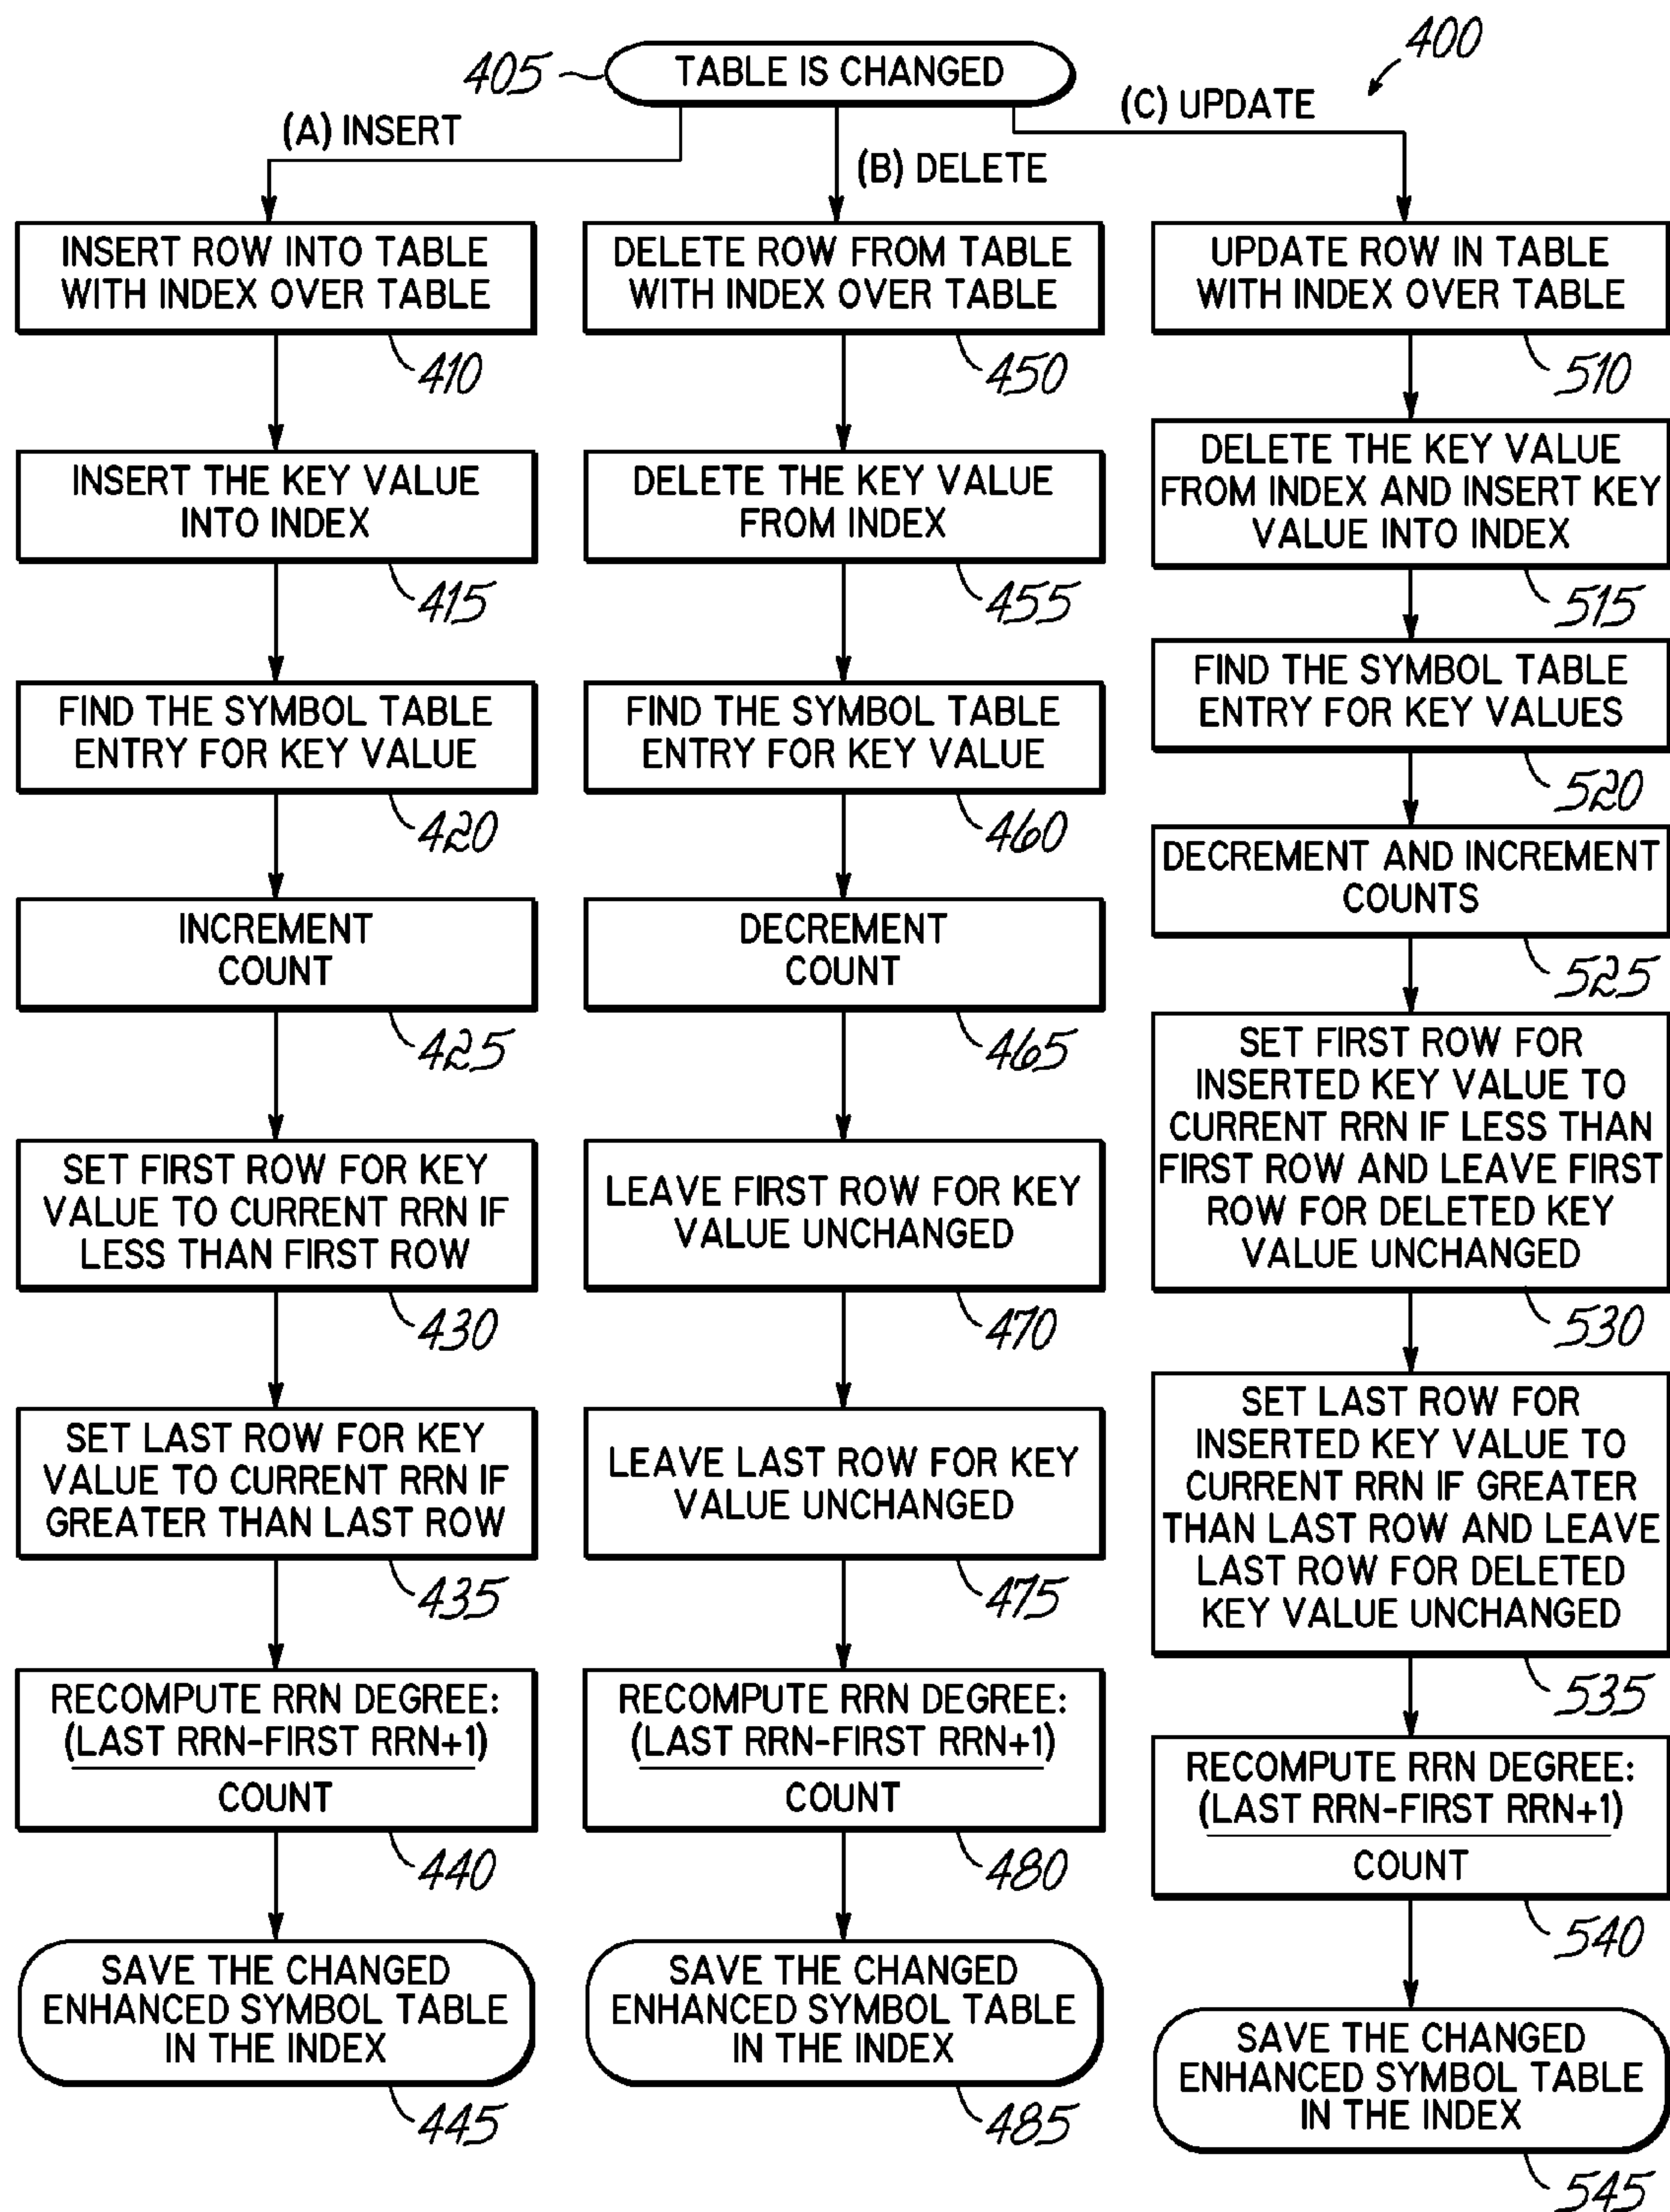 400
405
TABLE IS CHANGED
(A) INSERT
(B) DELETE
(C) UPDATE
INSERT ROW INTO TABLE
WITH INDEX OVER TABLE
410
INSERT THE KEY VALUE
INTO INDEX
415
FIND THE SYMBOL TABLE
ENTRY FOR KEY VALUE
420
INCREMENT
COUNT
425
SET FIRST ROW FOR KEY
VALUE TO CURRENT RRN IF
LESS THAN FIRST ROW
430
SET LAST ROW FOR KEY
VALUE TO CURRENT RRN IF
GREATER THAN LAST ROW
435
RECOMPUTE RRN DEGREE:
(LAST RRN-FIRST RRN+1)
COUNT
440
SAVE THE CHANGED
ENHANCED SYMBOL TABLE
IN THE INDEX
445
DELETE ROW FROM TABLE
WITH INDEX OVER TABLE
450
DELETE THE KEY VALUE
FROM INDEX
455
FIND THE SYMBOL TABLE
ENTRY FOR KEY VALUE
460
DECREMENT
COUNT
465
LEAVE FIRST ROW FOR KEY
VALUE UNCHANGED
470
LEAVE LAST ROW FOR KEY
VALUE UNCHANGED
475
RECOMPUTE RRN DEGREE:
(LAST RRN-FIRST RRN+1)
COUNT
480
SAVE THE CHANGED
ENHANCED SYMBOL TABLE
IN THE INDEX
485
UPDATE ROW IN TABLE
WITH INDEX OVER TABLE
510
DELETE THE KEY VALUE
FROM INDEX AND INSERT KEY
VALUE INTO INDEX
515
FIND THE SYMBOL TABLE
ENTRY FOR KEY VALUES
520
DECREMENT AND INCREMENT
COUNTS
525
SET FIRST ROW FOR
INSERTED KEY VALUE TO
CURRENT RRN IF LESS THAN
FIRST ROW AND LEAVE FIRST
ROW FOR DELETED KEY
VALUE UNCHANGED
530
SET LAST ROW FOR
INSERTED KEY VALUE TO
CURRENT RRN IF GREATER
THAN LAST ROW AND LEAVE
LAST ROW FOR DELETED
KEY VALUE UNCHANGED
535
RECOMPUTE RRN DEGREE:
(LAST RRN-FIRST RRN+1)
COUNT
540
SAVE THE CHANGED
ENHANCED SYMBOL TABLE
IN THE INDEX
545